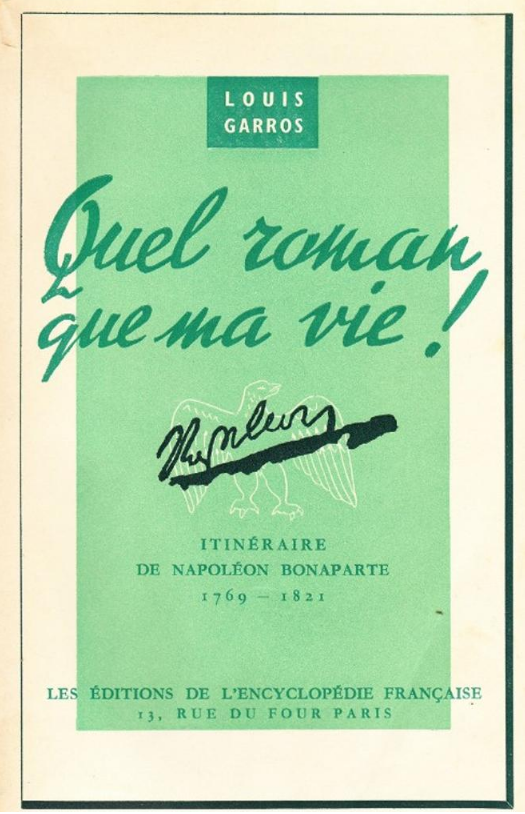 LOUIS
GARROS
Quel roman
que ma vie !
Napoléon
ITINÉRAIRE
DE NAPOLÉON BONAPARTE
1769 – 1821
LES ÉDITIONS DE L'ENCYCLOPÉDIE FRANÇAISE
13, RUE DU FOUR PARIS